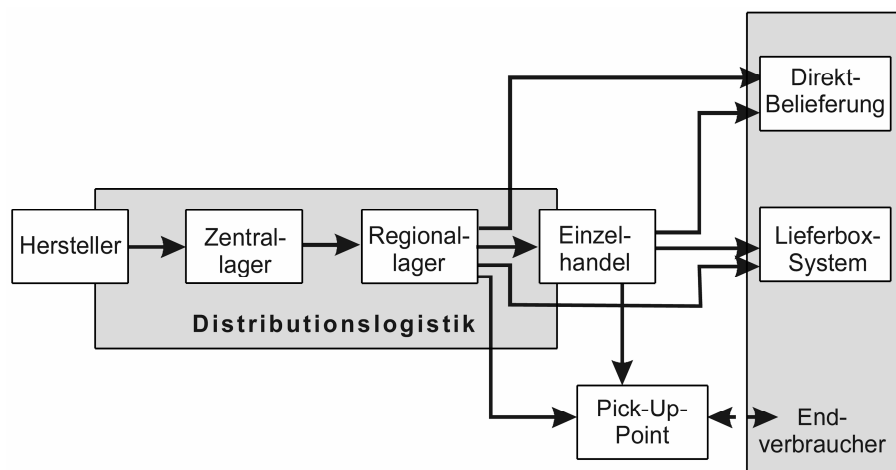 Direkt-
Belieferung
Hersteller
Zentral-
lager
Regional-
lager
Einzel-
handel
Lieferbox-
System
Distributionslogistik
Pick-Up-
Point
End-
verbraucher